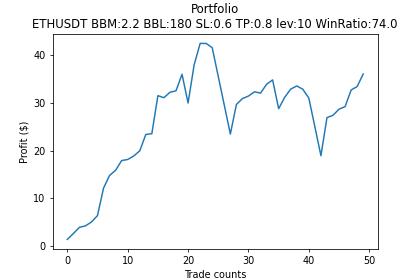 Portfolio
ETHUSDT BBM:2.2 BBL:180 SL:0.6 TP:0.8 lev:10 WinRatio:74.0
40
30
20
10
0
Profit ($)
0 10 20 30 40 50
Trade counts